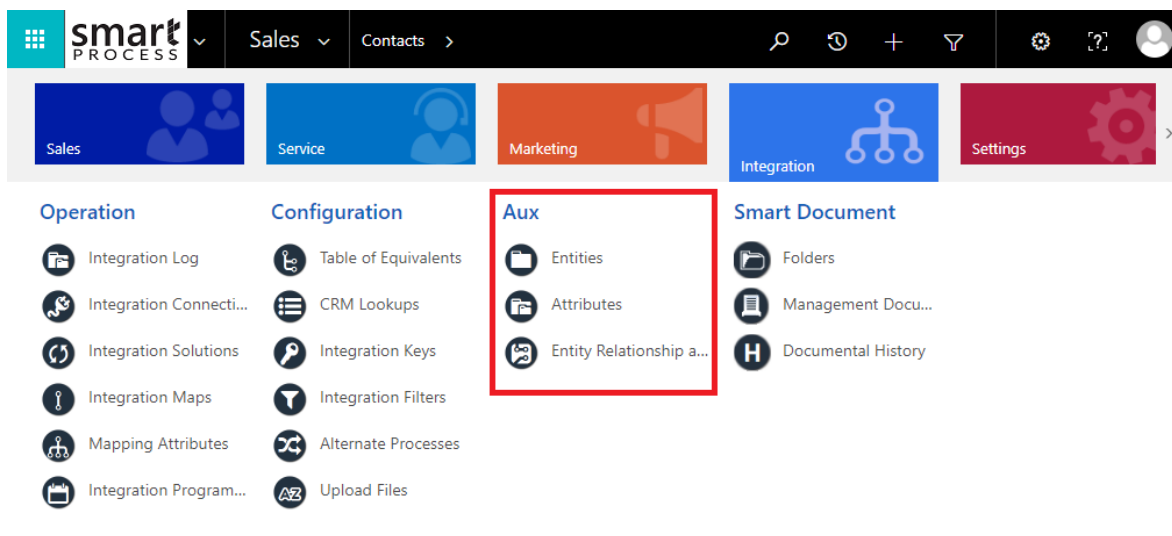 smart
PROCESS
Sales
Contacts
[?]
Sales
Service
Marketing
Integration
Settings
Operation
Integration Log
Integration Connecti...
Integration Solutions
Integration Maps
Mapping Attributes
Integration Program...
Configuration
Table of Equivalents
CRM Lookups
Integration Keys
Integration Filters
Alternate Processes
AZ
Upload Files
Aux
Entities
Attributes
Entity Relationship a...
Smart Document
Folders
Management Docu...
H
Documental History